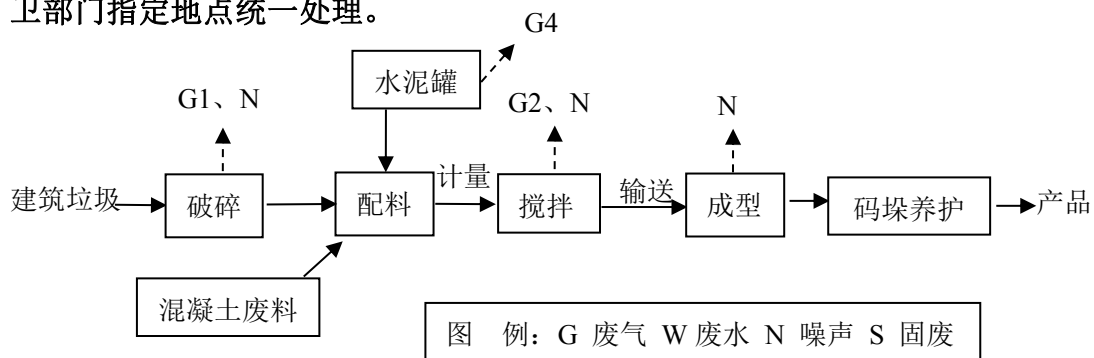 卫部门指定地点统一处理。
G4
水泥罐
G1、N
G2、N
N
计量
输送
建筑垃圾
破碎
配料
搅拌
成型
码垛养护
产品
混凝土废料
图 例：G 废气 W 废水 N 噪声 S 固废